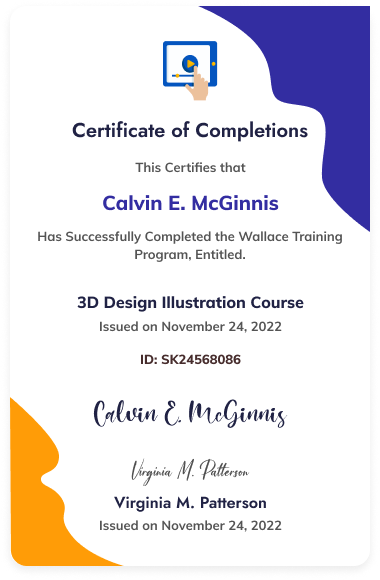 Certificate of Completions
This Certifies that
Calvin E. McGinnis
Has Successfully Completed the Wallace Training
Program, Entitled.
3D Design Illustration Course
Issued on November 24, 2022
ID: SK24568086
Calvin E. McGinnis
Virginia M. Patterson
Virginia M. Patterson
Issued on November 24, 2022